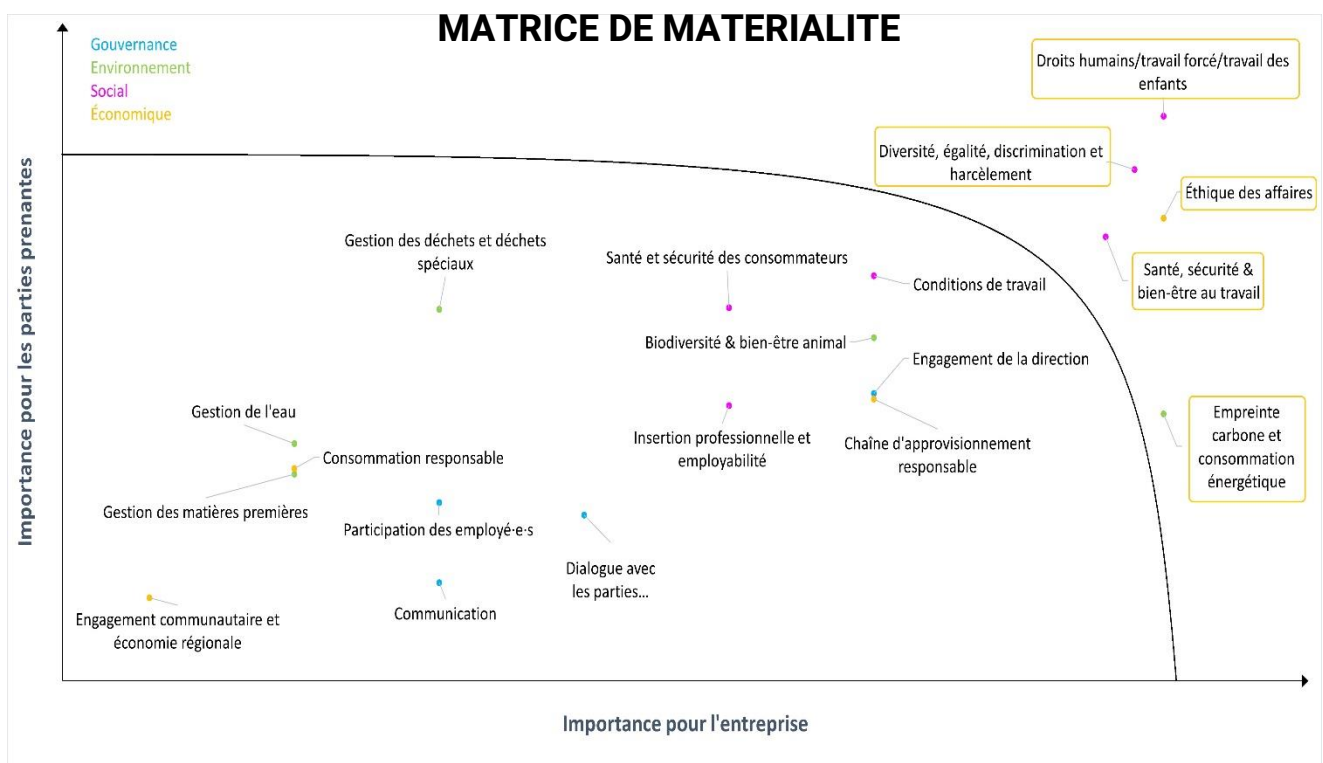 MATRICE DE MATERIALITE
Gouvernance
Environnement
Social
Économique
Importance pour les parties prenantes
Droits humains/travail forcé/travail des
enfants
Diversité, égalité, discrimination et
harcèlement
Éthique des affaires
Santé, sécurité &
bien-être au travail
Gestion des déchets et déchets
spéciaux
Santé et sécurité des consommateurs
Conditions de travail
Biodiversité & bien-être animal
Engagement de la direction
Gestion de l'eau
Consommation responsable
Gestion des matières premières
Insertion professionnelle et
employabilité
Chaîne d'approvisionnement
responsable
Empreinte
carbone et
consommation
énergétique
Participation des employé·e·s
Dialogue avec
les parties...
Communication
Engagement communautaire et
économie régionale
Importance pour l'entreprise